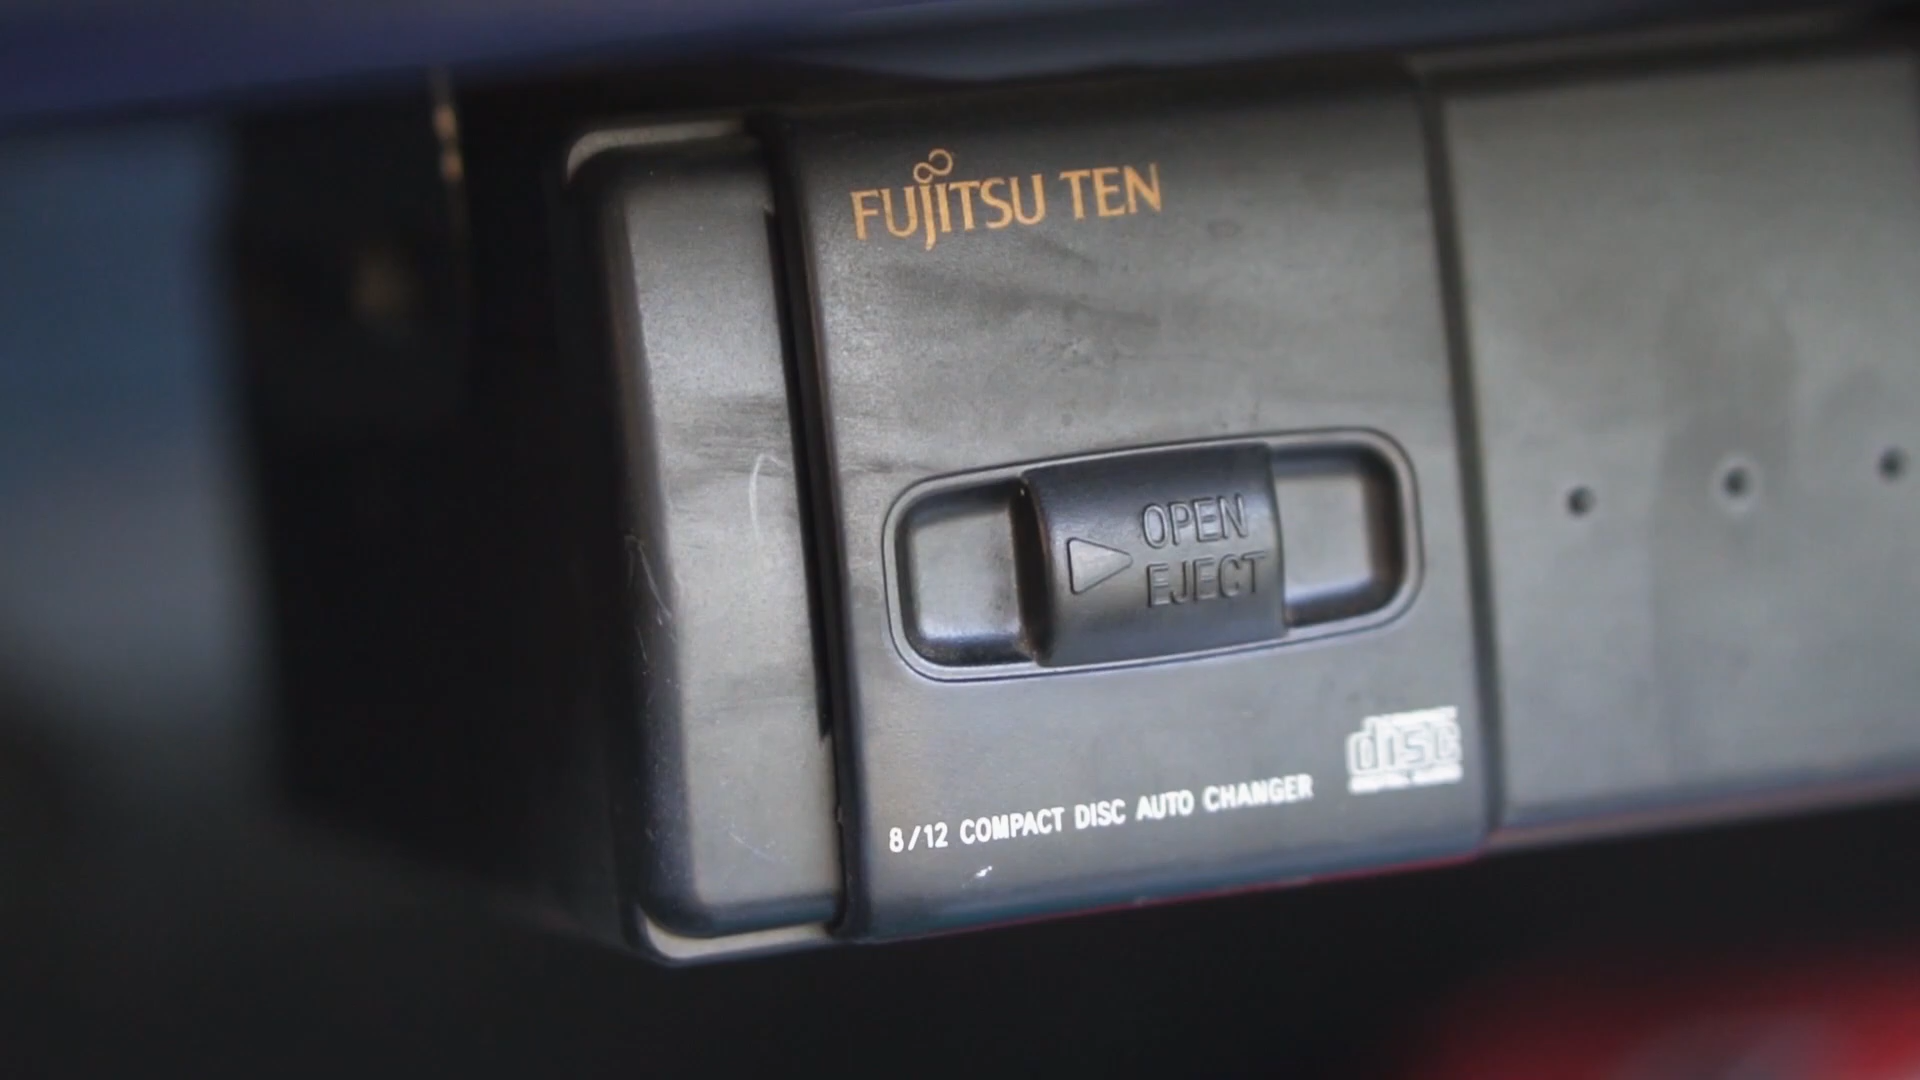 FUJITSU TEN
OPEN
EJECT
disc
8/12 COMPACT DISC AUTO CHANGER